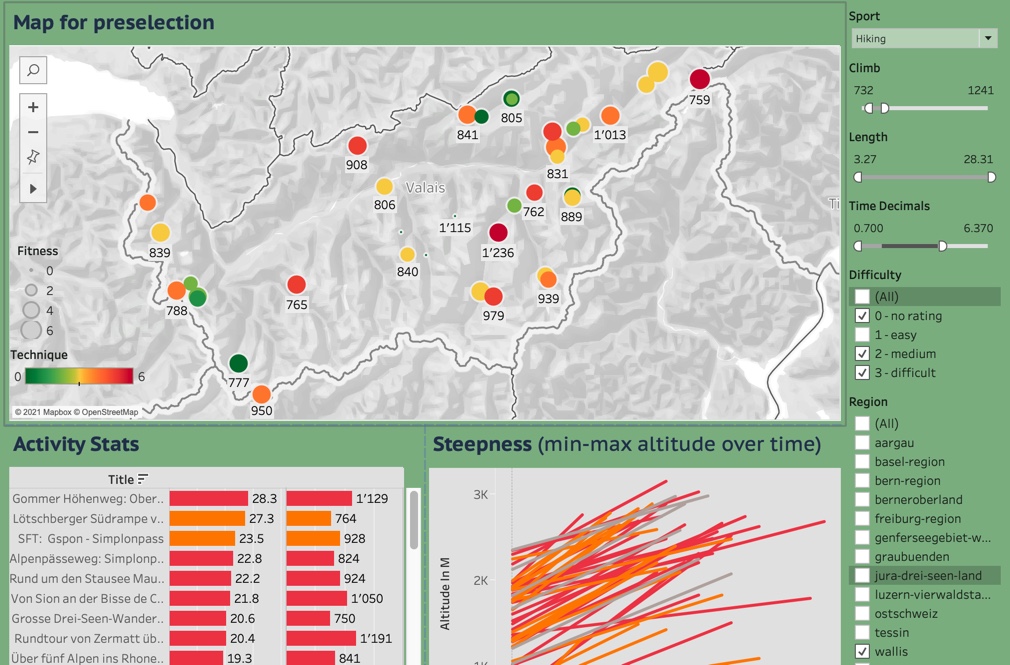 Map for preselection
841
805
1’013
759
908
831
Valais
806
1’115
762
889
839
1’236
840
788
765
939
979
777
950
Ti
Fitness
0
2
4
6
Technique
0
6
© 2021 Mapbox © OpenStreetMap
Sport
Hiking
Climb
732 1241
Length
3.27 28.31
Time Decimals
0.700 6.370
Difficulty
(All)
0 - no rating
1 - easy
2 - medium
3 - difficult
Region
(All)
aargau
basel-region
bern-region
berneroberland
freiburg-region
genferseegebiet-w...
graubuenden
jura-drei-seen-land
luzern-vierwaldsta...
ostschweiz
tessin
wallis
Activity Stats
Title
Gommer Höhenweg: Ober.. 28.3 1’129
Lötschberger Südrampe v.. 27.3 764
SFT: Gspon - Simplonpass 23.5 928
Alpenpässeweg: Simplonp.. 22.8 824
Rund um den Stausee Mau.. 22.2 924
Von Sion an der Bisse de C.. 21.8 1’050
Grosse Drei-Seen-Wander.. 20.6 750
Rundtour von Zermatt üb.. 20.4 1’191
Über fünf Alpen ins Rhone.. 19.3 841
Steepness (min-max altitude over time)
Altitude In M
3K
2K
1K